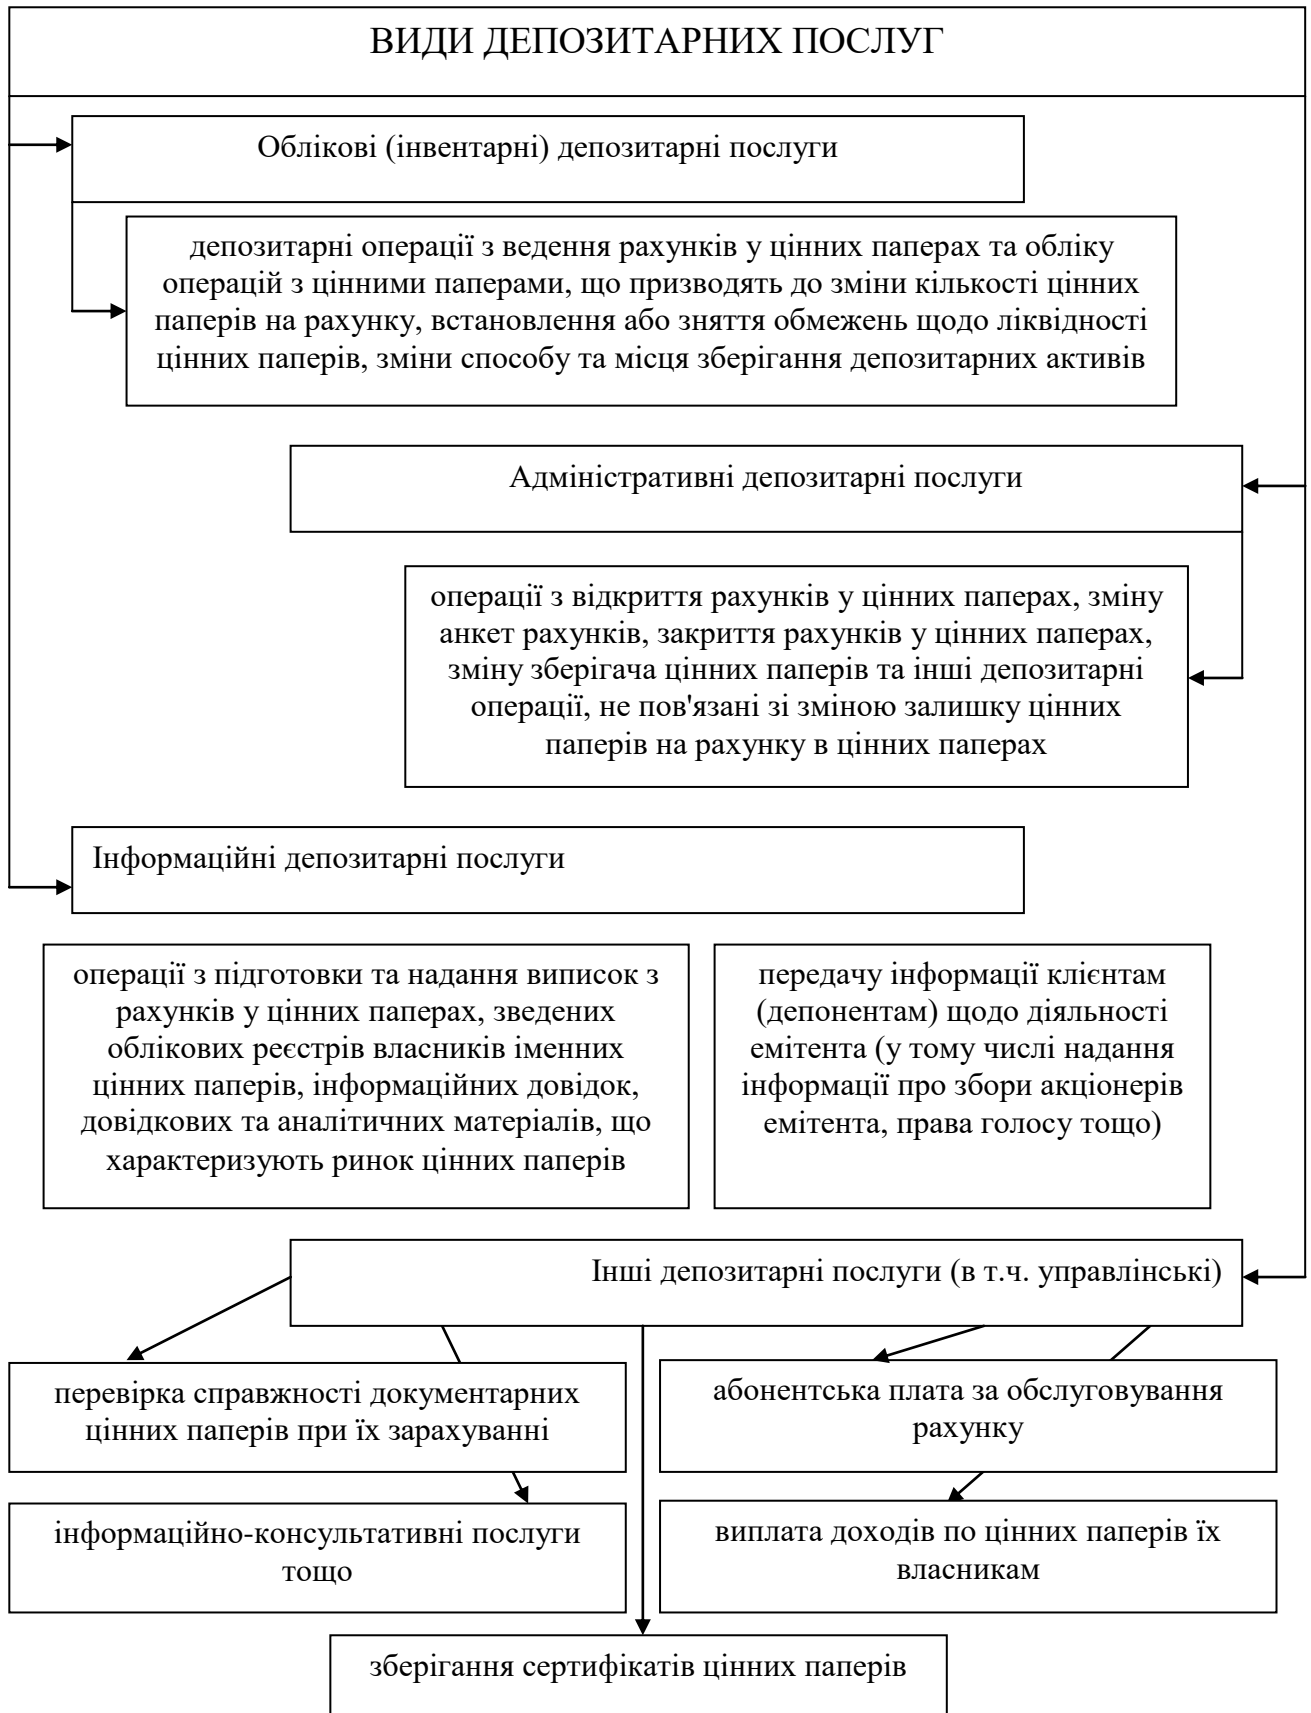 ВИДИ ДЕПОЗИТАРНИХ ПОСЛУГ
Облікові (інвентарні) депозитарні послуги
депозитарні операції з ведення рахунків у цінних паперах та обліку
операцій з цінними паперами, що призводять до зміни кількості цінних
паперів на рахунку, встановлення або зняття обмежень щодо ліквідності
цінних паперів, зміни способу та місця зберігання депозитарних активів
Адміністративні депозитарні послуги
операції з відкриття рахунків у цінних паперах, зміну
анкет рахунків, закриття рахунків у цінних паперах,
зміну зберігача цінних паперів та інші депозитарні
операції, не пов'язані зі зміною залишку цінних
паперів на рахунку в цінних паперах
Інформаційні депозитарні послуги
операції з підготовки та надання виписок з
рахунків у цінних паперах, зведених
облікових реєстрів власників іменних
цінних паперів, інформаційних довідок,
довідкових та аналітичних матеріалів, що
характеризують ринок цінних паперів
передачу інформації клієнтам
(депонентам) щодо діяльності
емітента (у тому числі надання
інформації про збори акціонерів
емітента, права голосу тощо)
Інші депозитарні послуги (в т.ч. управлінські)
перевірка справжності документарних
цінних паперів при їх зарахуванні
абонентська плата за обслуговування
рахунку
інформаційно-консультативні послуги
тощо
виплата доходів по цінних паперів їх
власникам
зберігання сертифікатів цінних паперів